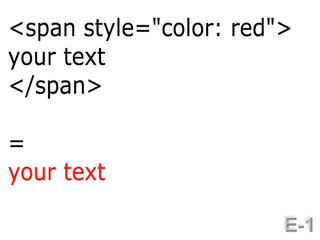 <span style="color: red">
your text
</span>
=
your text
E-1